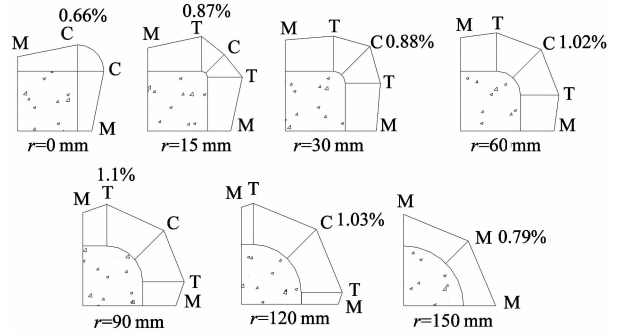 0.66%
M C
C
M
r=0 mm
0.87%
M T
C
T
M
r=15 mm
M T
C 0.88%
T
M
r=30 mm
M T
C 1.02%
T
M
r=60 mm
1.1%
M T
C
T
M
r=90 mm
M T
C 1.03%
T
M
r=120 mm
M
M 0.79%
M
r=150 mm